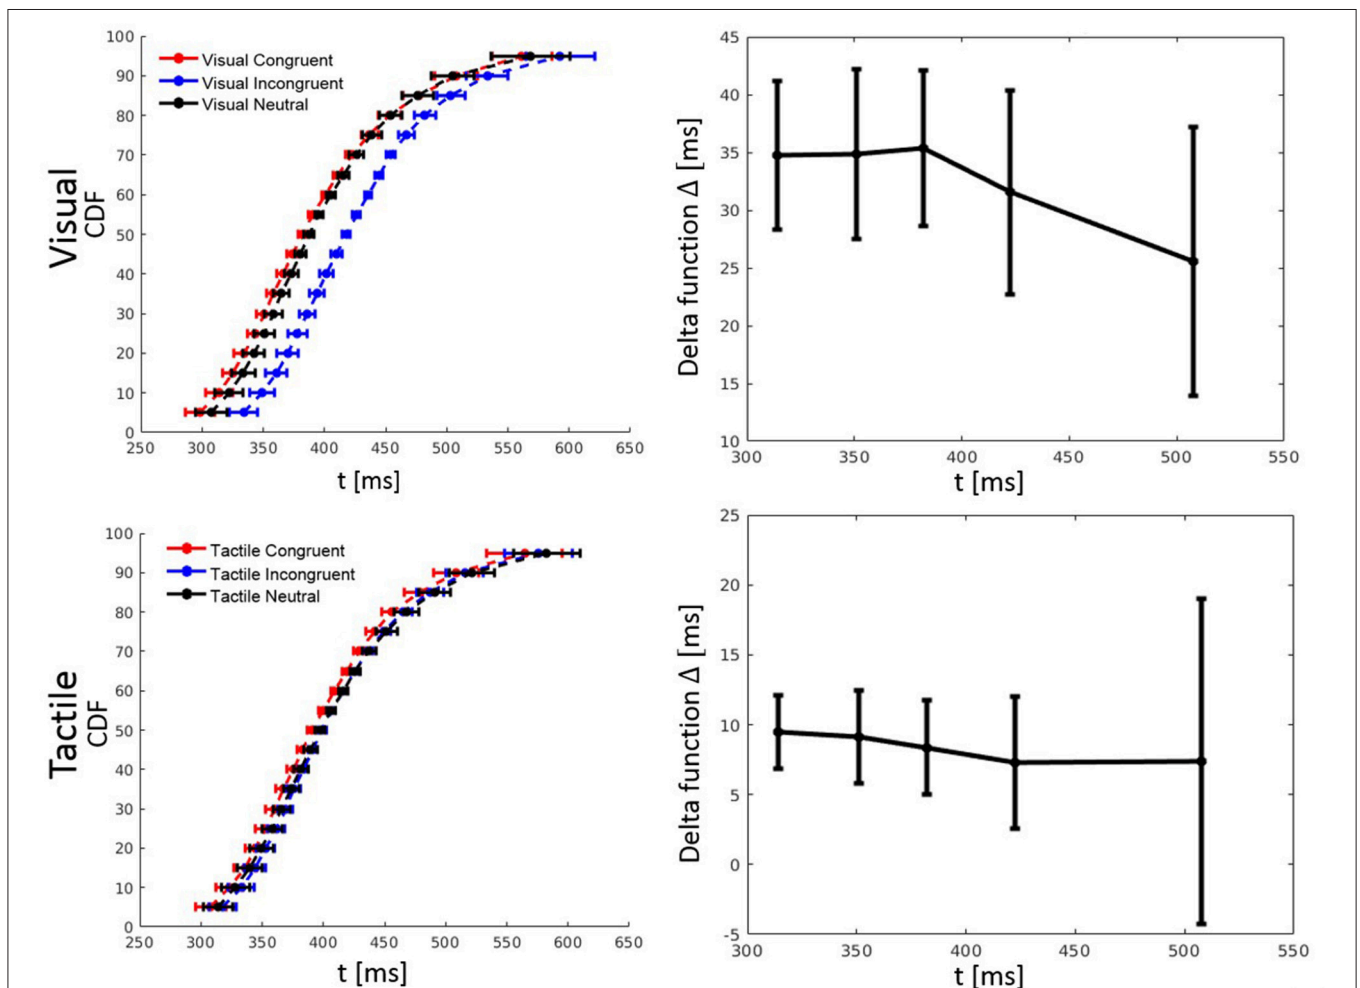 Visual
CDF
100
90
80
70
60
50
40
30
20
10
0
Visual Congruent
Visual Incongruent
Visual Neutral
250 300 350 400 450 500 550 600 650
t [ms]
Delta function Δ [ms]
45
40
35
30
25
20
15
10
300 350 400 450 500 550
t [ms]
Tactile
CDF
100
90
80
70
60
50
40
30
20
10
0
Tactile Congruent
Tactile Incongruent
Tactile Neutral
250 300 350 400 450 500 550 600 650
t [ms]
Delta function Δ [ms]
25
20
15
10
5
0
-5
300 350 400 450 500 550
t [ms]